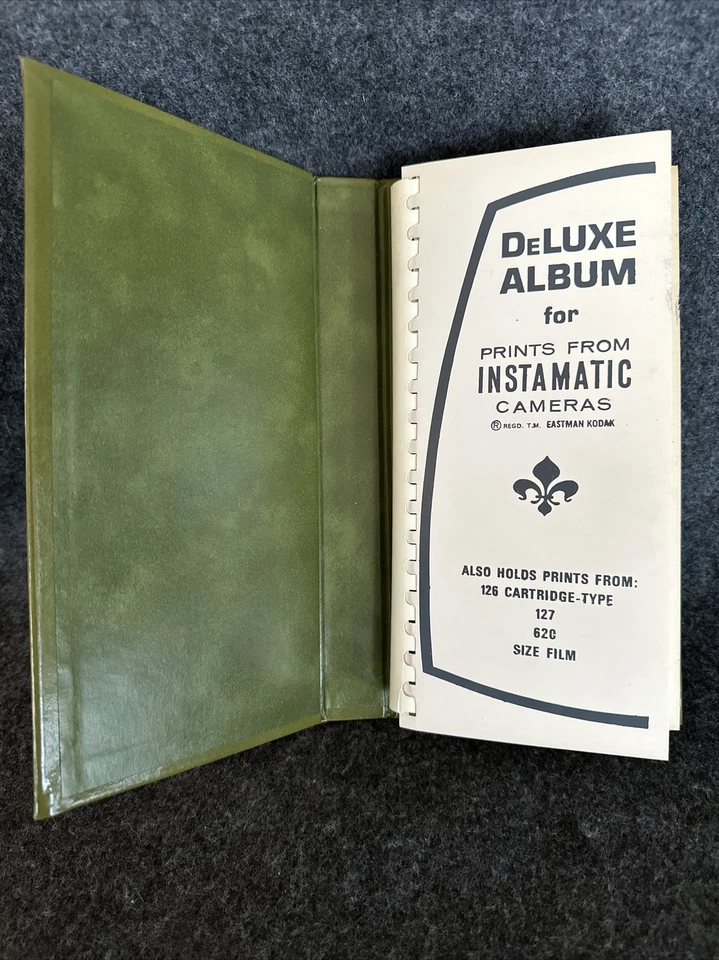 DeLUXE
ALBUM
for
PRINTS FROM
INSTAMATIC
CAMERAS
® REGD. T.M. EASTMAN KODAK
ALSO HOLDS PRINTS FROM:
126 CARTRIDGE-TYPE
127
620
SIZE FILM